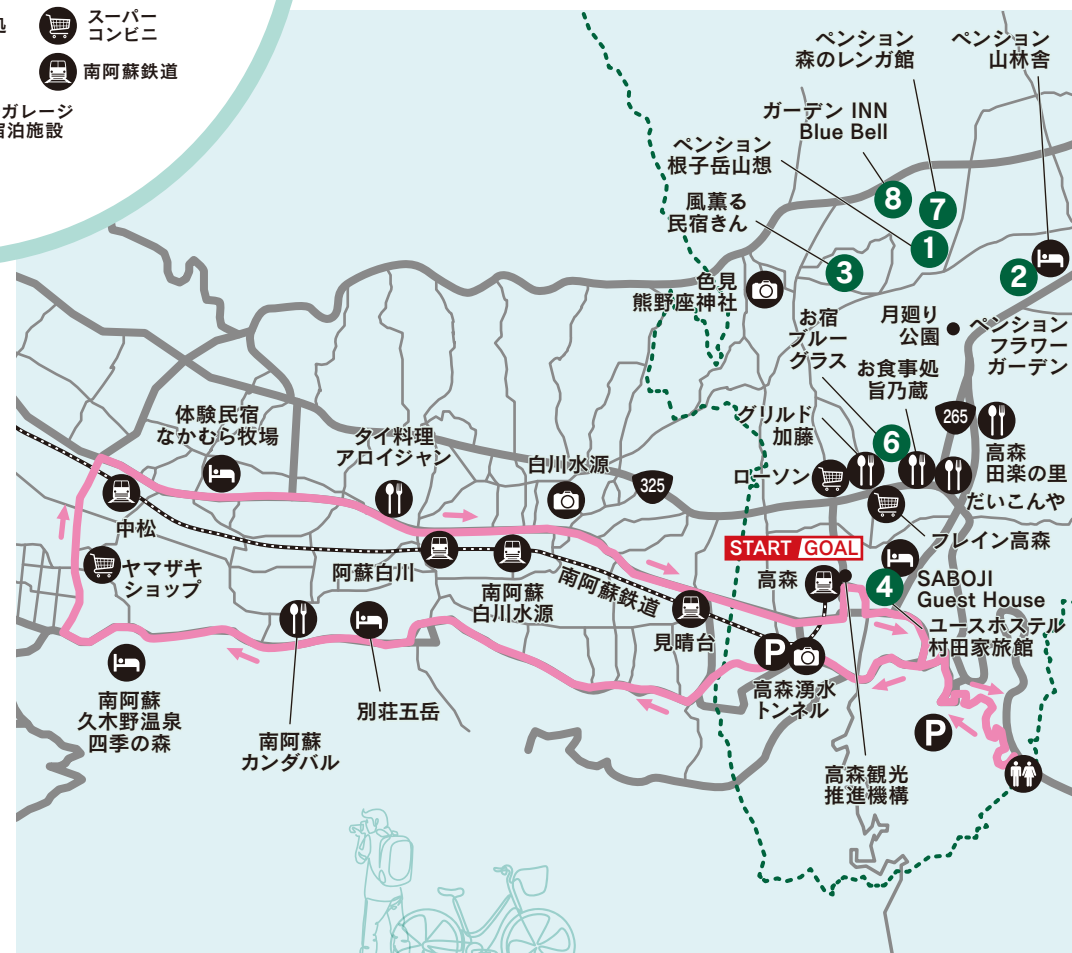 スーパー
コンビニ
南阿蘇鉄道
ガレージ
宿泊施設
ペンション
森のレンガ館
ペンション
山林舎
ガーデン INN
Blue Bell
ペンション
根子岳山想
風薫る
民宿きん
8
7
1
3
2
色見
熊野座神社
お宿
ブルー
グラス
月廻り
公園
ペンション
フラワー
ガーデン
お食事処
旨乃蔵
265
グリルド
加藤
6
高森
田楽の里
体験民宿
なかむら牧場
タイ料理
アロイジャン
白川水源
325
ローソン
だいこんや
中松
フレイン高森
START GOAL
ヤマザキ
ショップ
阿蘇白川
南阿蘇
白川水源
南阿蘇鉄道
高森
4
SABOJI
Guest House
ユースホステル
村田家旅館
見晴台
P
高森湧水
トンネル
南阿蘇
久木野温泉
四季の森
南阿蘇
カンダバル
別荘五岳
P
高森観光
推進機構